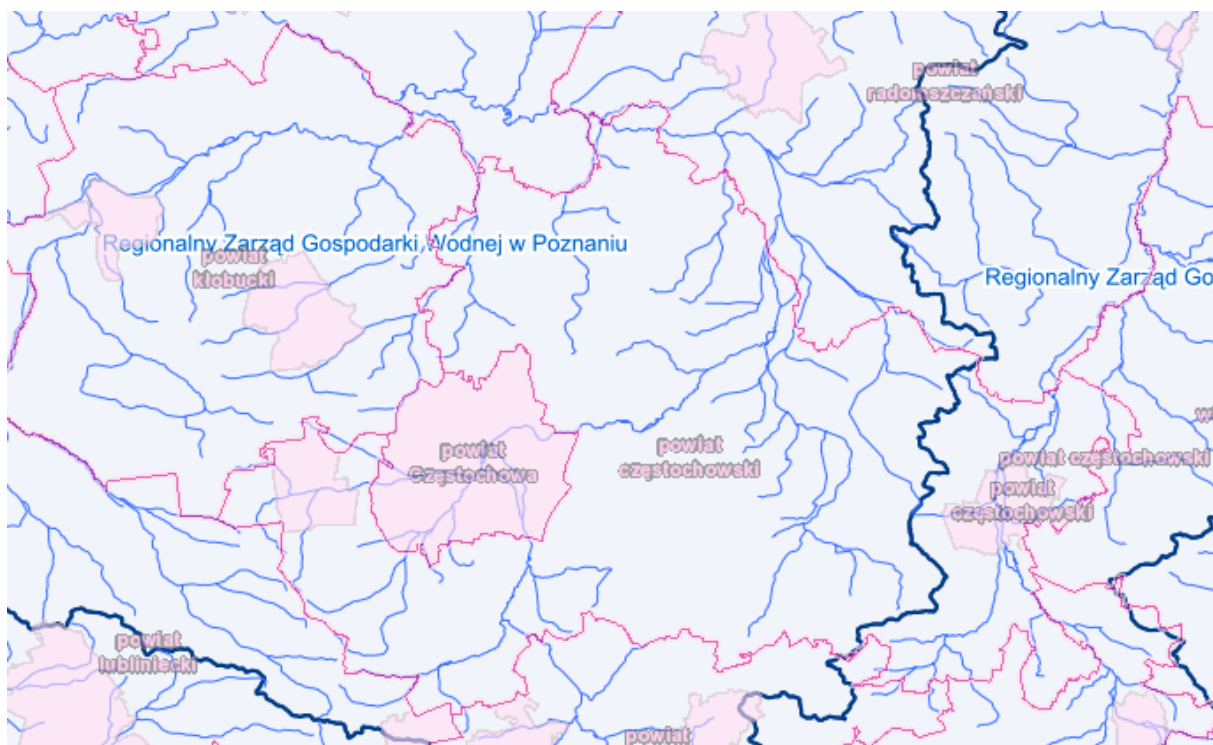 powiat
radomszczański
Regionalny Zarząd Gospodarki Wodnej w Poznaniu
powiat
kłobucki
Regionalny Zarząd Go
powiat
Częstochowa
powiat
częstochowski
powiat częstochowski
powiat
częstochowski
powiat
lubliniecki
powiat